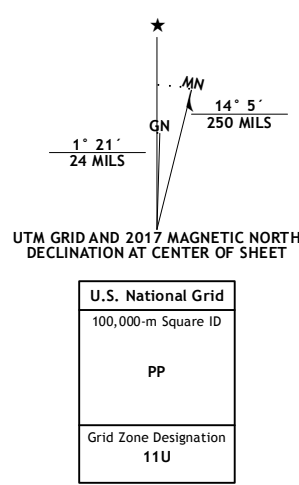 ★
MN
GN
14° 5´
250 MILS
1° 21´
24 MILS
UTM GRID AND 2017 MAGNETIC NORTH
DECLINATION AT CENTER OF SHEET
U.S. National Grid
100,000-m Square ID
PP
Grid Zone Designation
11U